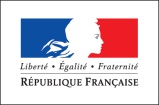 Liberté • Égalité • Fraternité
RÉPUBLIQUE FRANÇAISE